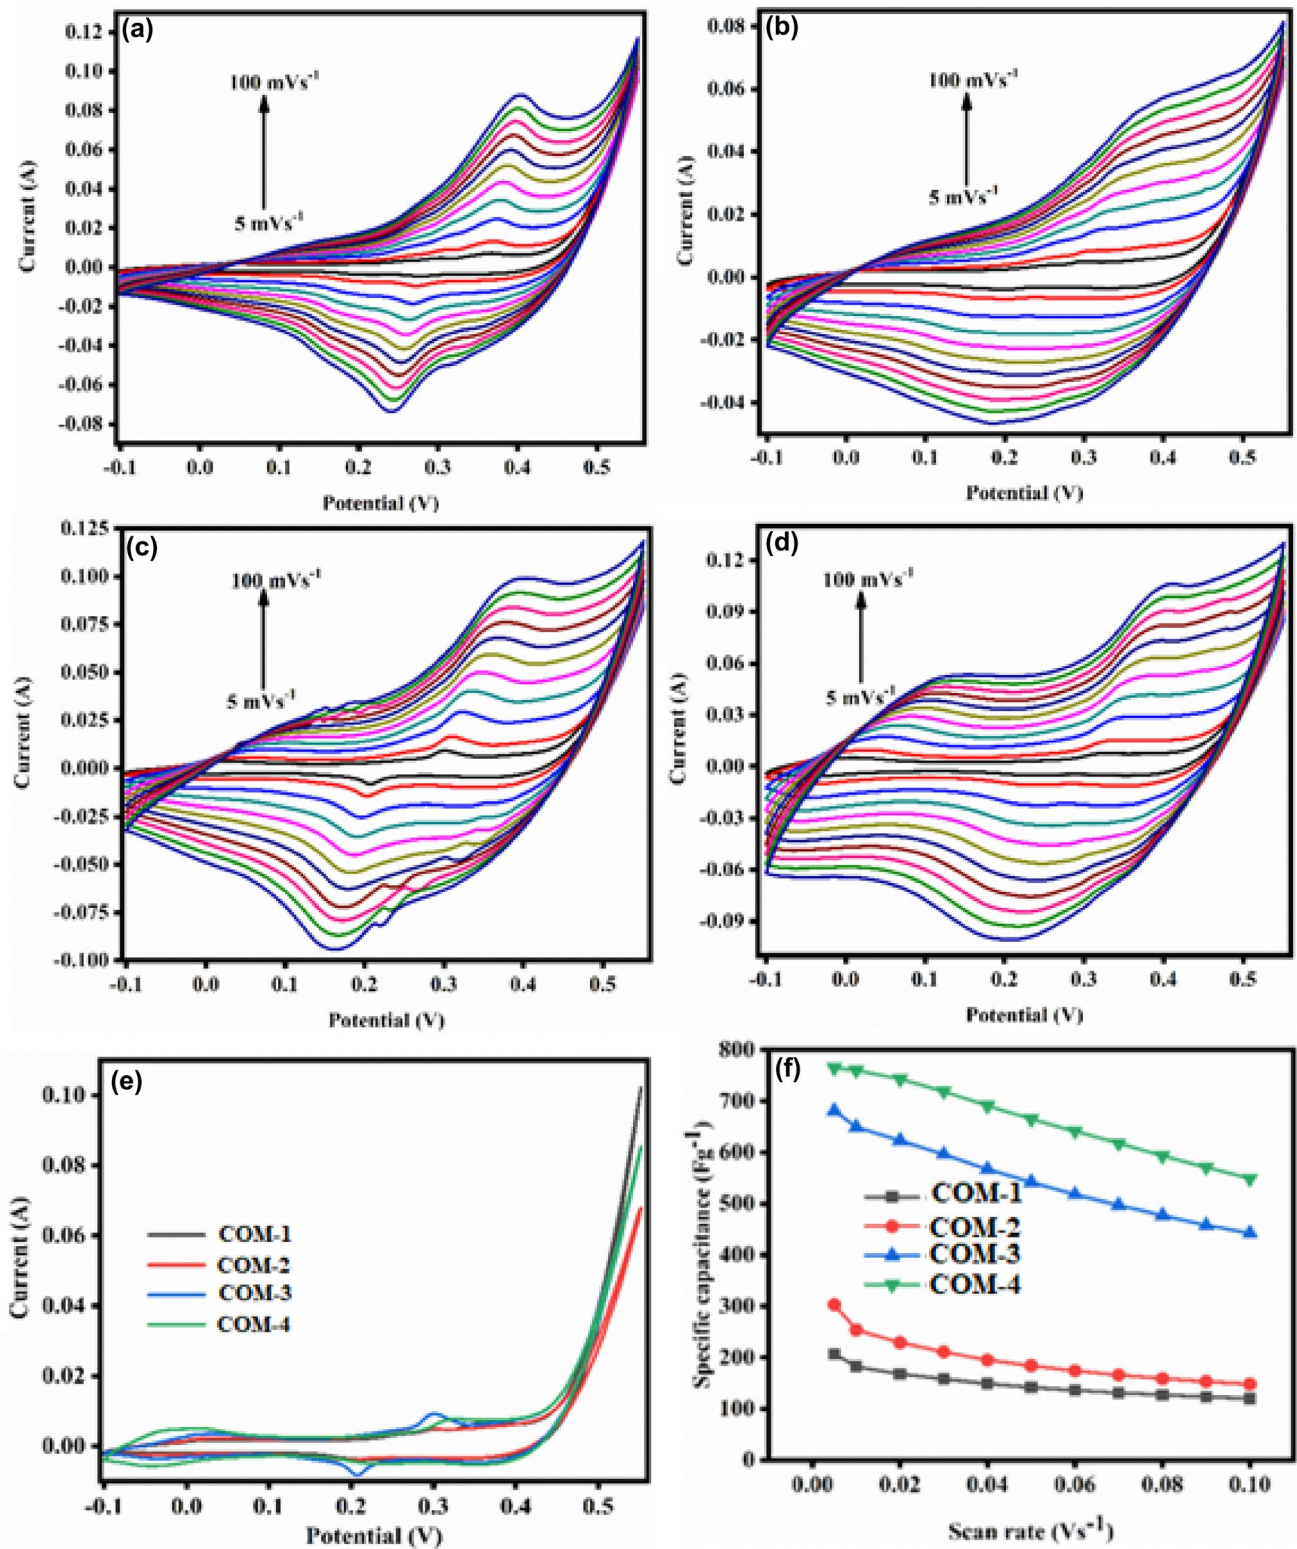 (a)
0.12
0.10
0.08
0.06
0.04
0.02
0.00
-0.02
-0.04
-0.06
-0.08
Current (A)
100 mVs-1
5 mVs-1
-0.1 0.0 0.1 0.2 0.3 0.4 0.5
Potential (V)
(b)
0.08
0.06
0.04
0.02
0.00
-0.02
-0.04
Current (A)
100 mVs-1
5 mVs-1
-0.1 0.0 0.1 0.2 0.3 0.4 0.5
Potential (V)
(c)
0.125
0.100
0.075
0.050
0.025
0.000
-0.025
-0.050
-0.075
-0.100
Current (A)
100 mVs-1
5 mVs-1
-0.1 0.0 0.1 0.2 0.3 0.4 0.5
Potential (V)
(d)
0.12
0.09
0.06
0.03
0.00
-0.03
-0.06
-0.09
Current (A)
100 mVs-1
5 mVs-1
-0.1 0.0 0.1 0.2 0.3 0.4 0.5
Potential (V)
(e)
0.10
0.08
0.06
0.04
0.02
0.00
Current (A)
COM-1
COM-2
COM-3
COM-4
-0.1 0.0 0.1 0.2 0.3 0.4 0.5
Potential (V)
(f)
800
700
600
500
400
300
200
100
0
Specific capacitance (Fg-1)
COM-1
COM-2
COM-3
COM-4
0.00 0.02 0.04 0.06 0.08 0.10
Scan rate (Vs-1)